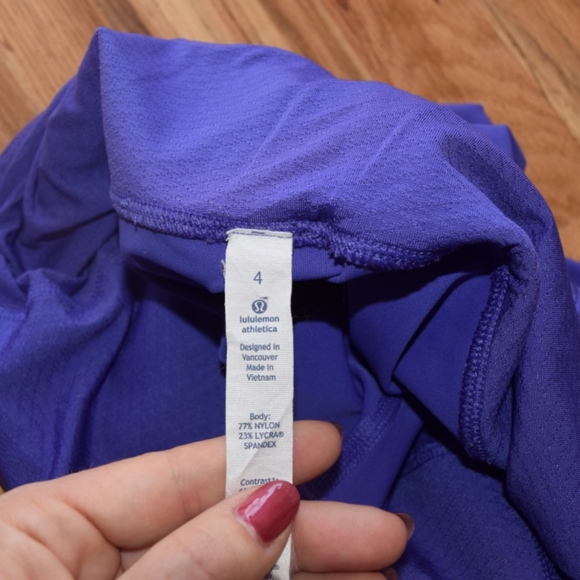 4
lululemon
athletica
Designed in
Vancouver
Made in
Vietnam
Body:
77% NYLON
23% LYCRA®
SPANDEX